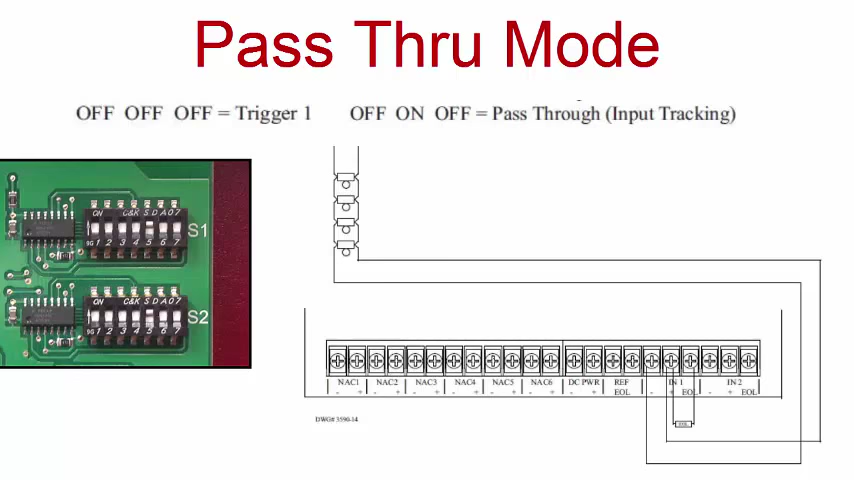 Pass Thru Mode
OFF OFF OFF = Trigger 1 OFF ON OFF = Pass Through (Input Tracking)
ON C&K SDA07
1 2 3 4 5 6 7
S1
ON C&K SDA07
1 2 3 4 5 6 7
S2
NAC1 NAC2 NAC3 NAC4 NAC5 NAC6 DC PWR REF IN 1 IN 2
- + - + - + - + - + - + - + EOL - + EOL - + EOL
DWG# 3590-14